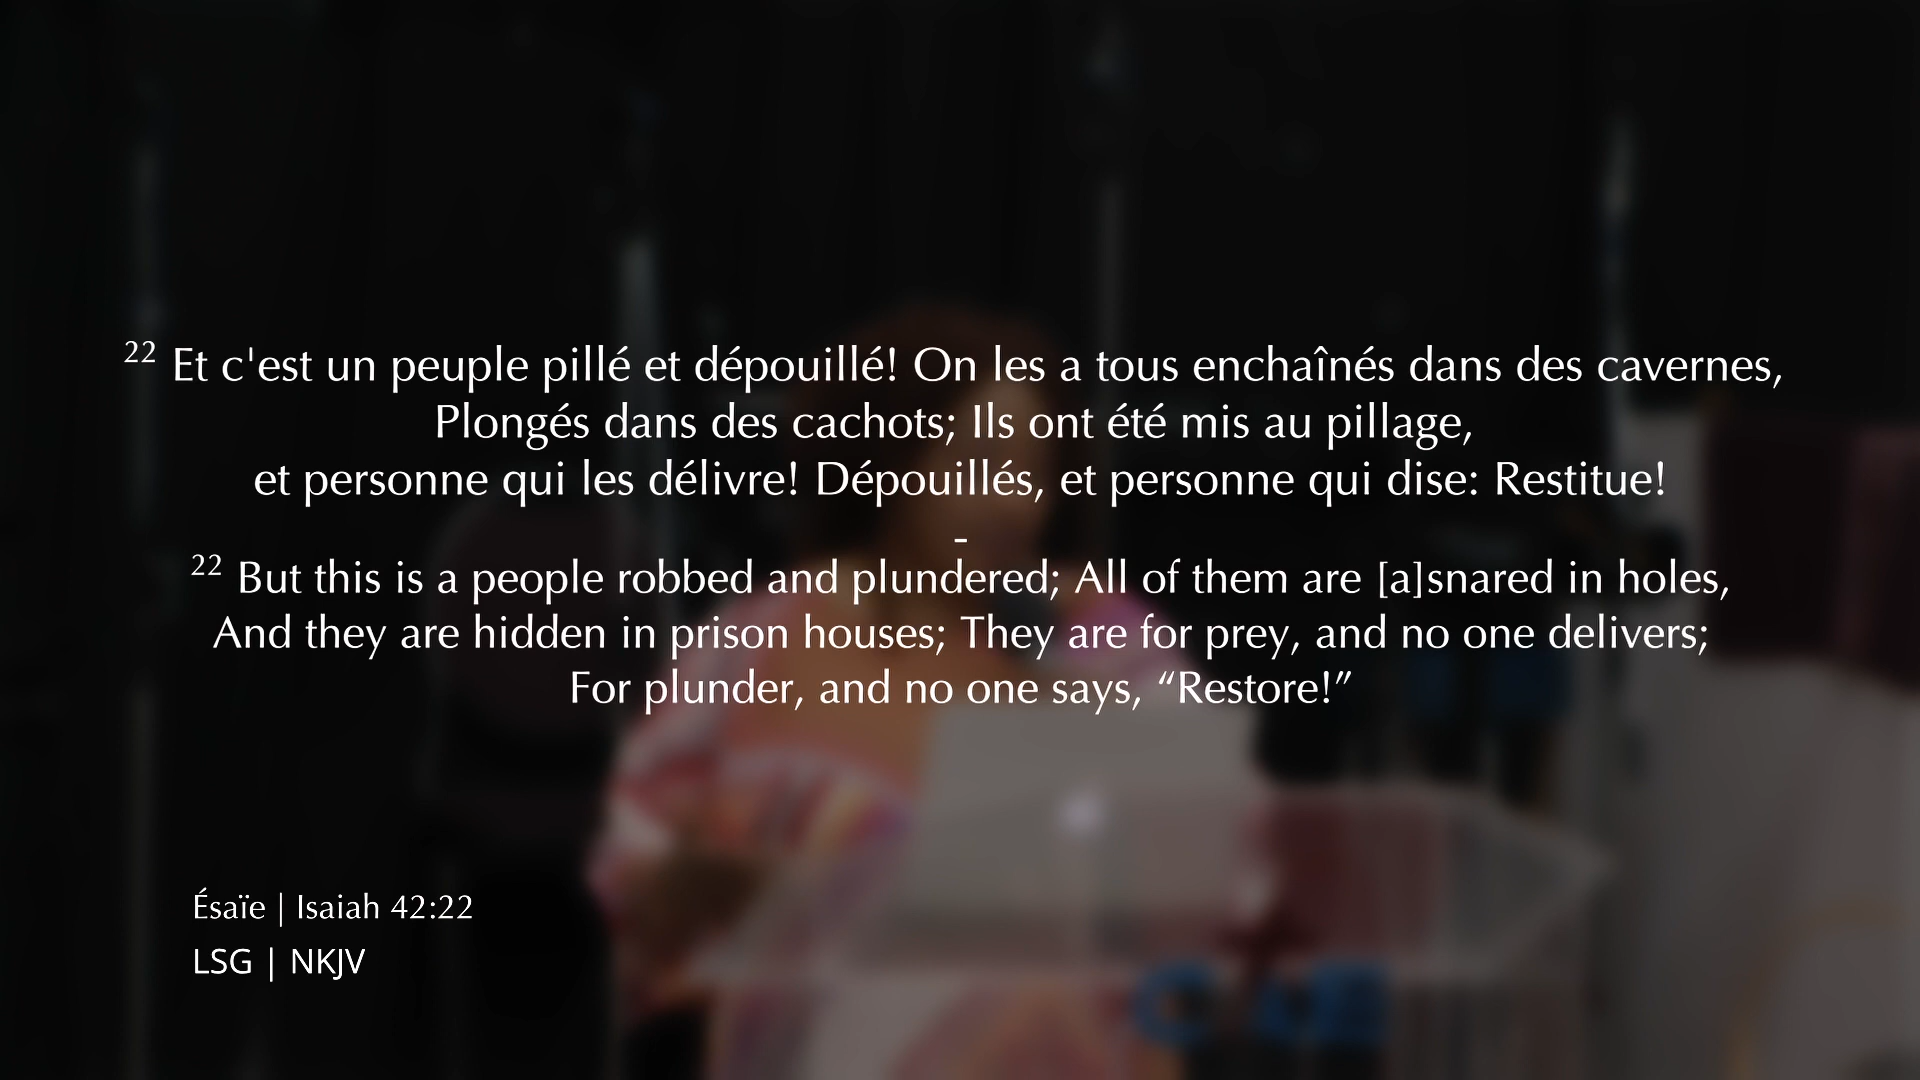 22 Et c'est un peuple pillé et dépouillé! On les a tous enchaînés dans des cavernes,
Plongés dans des cachots; Ils ont été mis au pillage,
et personne qui les délivre! Dépouillés, et personne qui dise: Restitue!
-
22 But this is a people robbed and plundered; All of them are [a]snared in holes,
And they are hidden in prison houses; They are for prey, and no one delivers;
For plunder, and no one says, “Restore!”
Ésaïe | Isaiah 42:22
LSG | NKJV